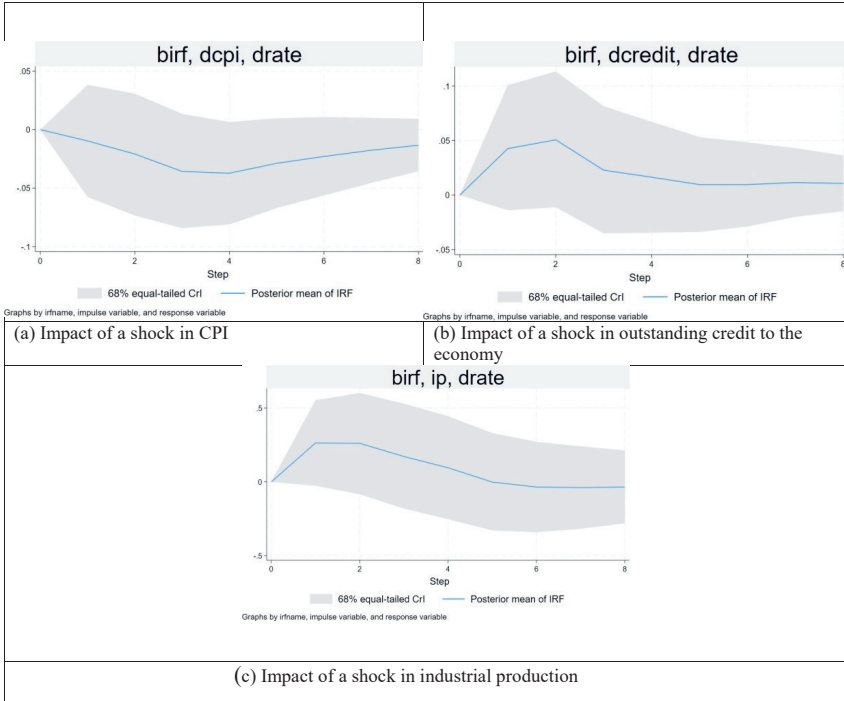 birf, dcpi, drate
.05
0
-.05
-.1
0 2 4 6 8
Step
68% equal-tailed CrI Posterior mean of IRF
Graphs by irfname, impulse variable, and response variable
(a) Impact of a shock in CPI
birf, dcredit, drate
.1
.05
0
-.05
0 2 4 6 8
Step
68% equal-tailed CrI Posterior mean of IRF
Graphs by irfname, impulse variable, and response variable
(b) Impact of a shock in outstanding credit to the
economy
birf, ip, drate
.5
0
-.5
0 2 4 6 8
Step
68% equal-tailed CrI Posterior mean of IRF
Graphs by irfname, impulse variable, and response variable
(c) Impact of a shock in industrial production